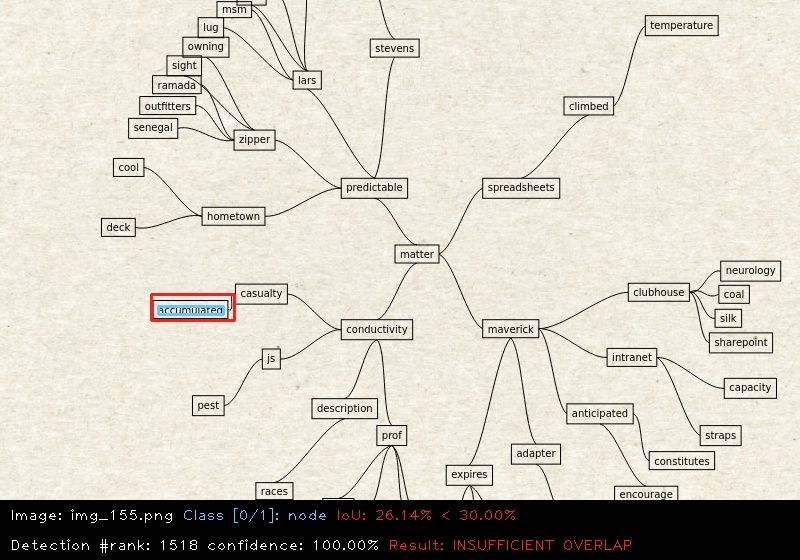 msm
temperature
lug
owning
stevens
sight
lars
ramada
outfitters
climbed
senegal
zipper
cool
predictable
spreadsheets
hometown
deck
matter
neurology
casualty
clubhouse
coal
accumulated
silk
conductivity
maverick
sharepoint
js
intranet
capacity
pest
description
anticipated
prof
straps
adapter
constitutes
expires
races
encourage
Image: img_155.png Class [0/1]: node IoU: 26.14% < 30.00%
Detection #rank: 1518 confidence: 100.00% Result: INSUFFICIENT OVERLAP